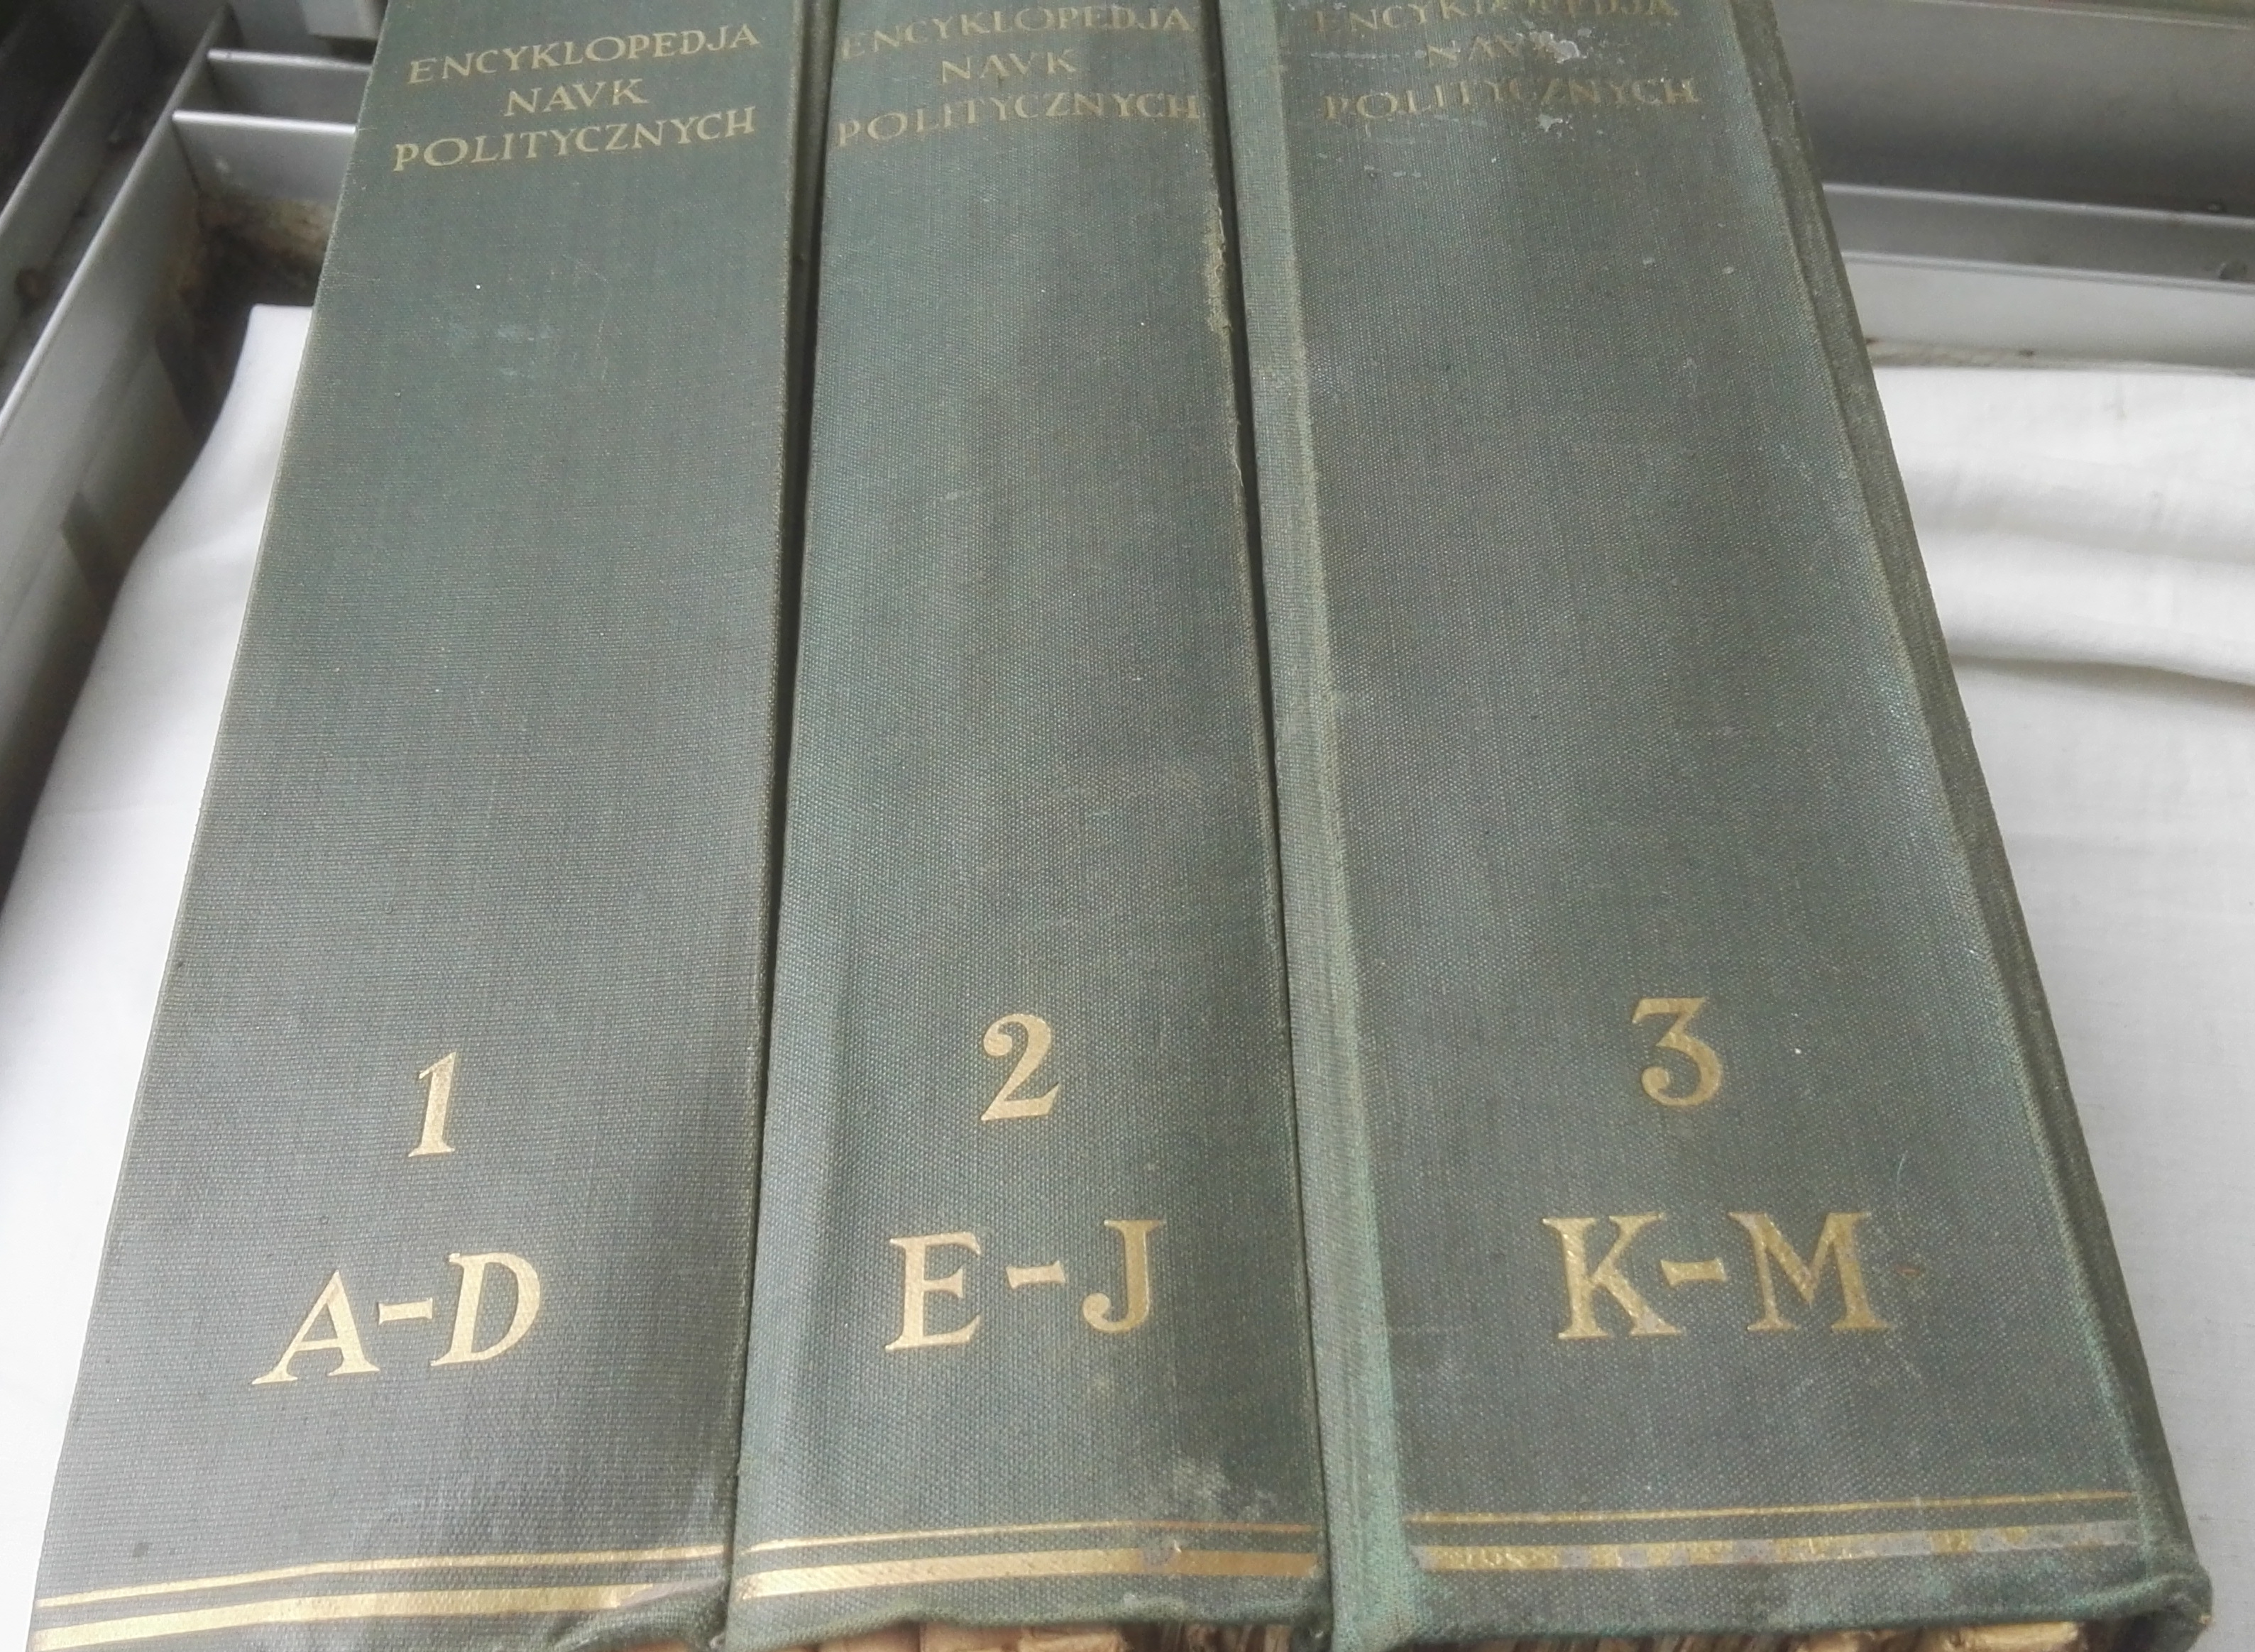 ENCYKLOPEDJA
NAVK
POLITYCZNYCH
1
A-D
ENCYKLOPEDJA
NAVK
POLITYCZNYCH
2
E-J
ENCYKLOPEDJA
NAVK
POLITYCZNYCH
3
K-M